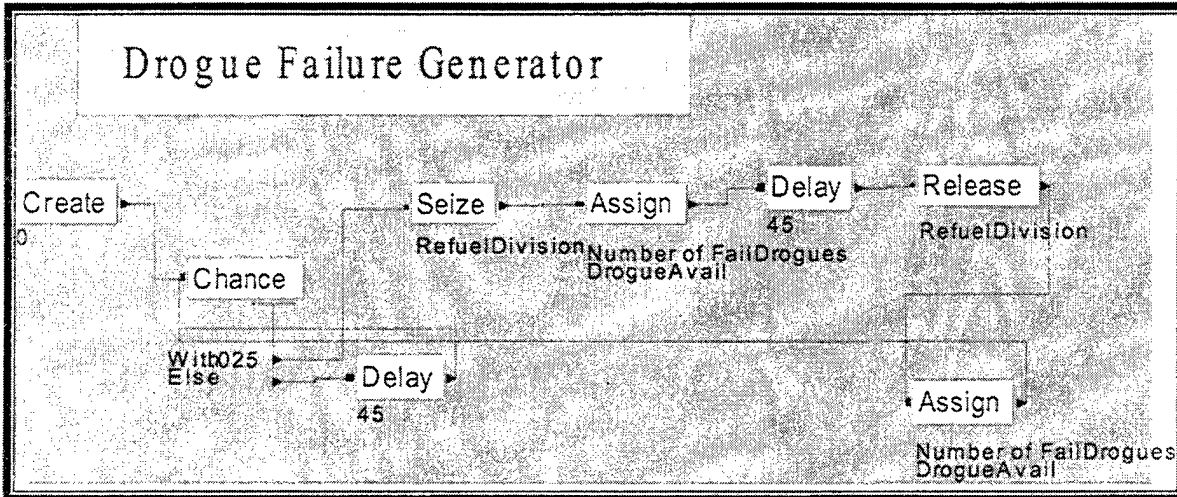 Drogue Failure Generator
Create
0
Chance
With025
Else
Delay
45
Seize
RefuelDivision
Assign
Number of FailDrogues
DrogueAvail
Delay
45
Release
RefuelDivision
Assign
Number of FailDrogues
DrogueAvail